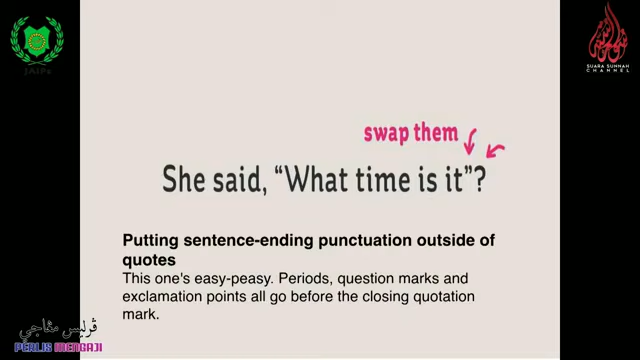 JAIPs
SUARA SUNNAH
CHANNEL
swap them
She said, “What time is it”?
Putting sentence-ending punctuation outside of
quotes
This one's easy-peasy. Periods, question marks and
exclamation points all go before the closing quotation
mark.
ڤرليس مڠاجي
PERLIS MENGAJI